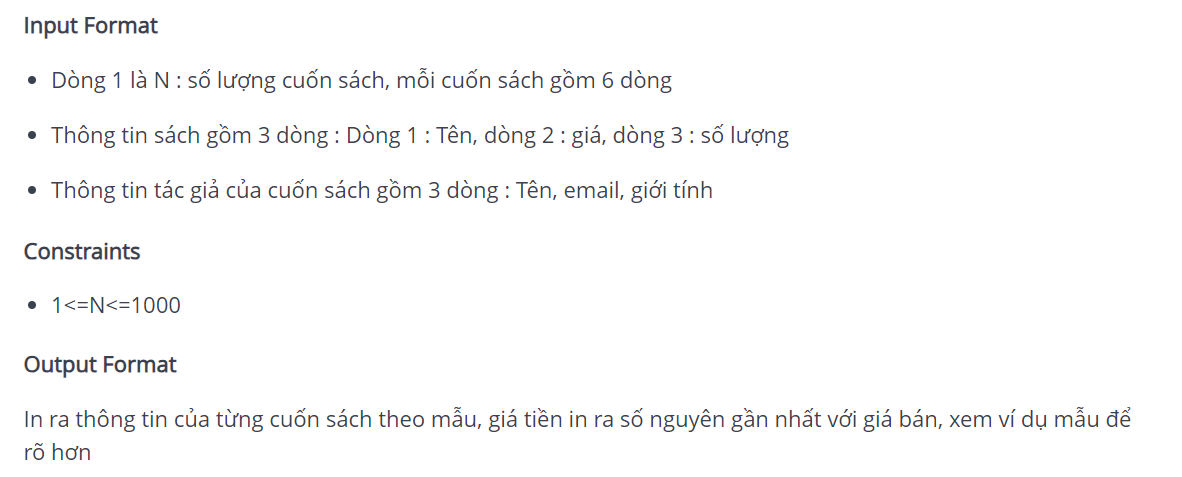 Input Format
• Dòng 1 là N : số lượng cuốn sách, mỗi cuốn sách gồm 6 dòng
• Thông tin sách gồm 3 dòng : Dòng 1 : Tên, dòng 2 : giá, dòng 3 : số lượng
• Thông tin tác giả của cuốn sách gồm 3 dòng : Tên, email, giới tính
Constraints
• 1<=N<=1000
Output Format
In ra thông tin của từng cuốn sách theo mẫu, giá tiền in ra số nguyên gần nhất với giá bán, xem ví dụ mẫu để
rõ hơn